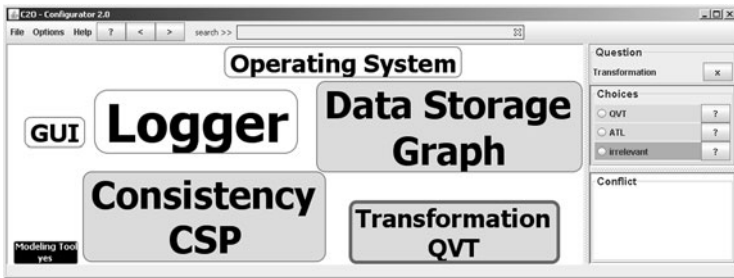 C2O - Configurator 2.0
File Options Help ? < > search >>
Operating System
GUI
Logger
Data Storage
Graph
Consistency
CSP
Transformation
QVT
Modeling Tool
yes
Question
Transformation x
Choices
QVT ?
ATL ?
irrelevant ?
Conflict